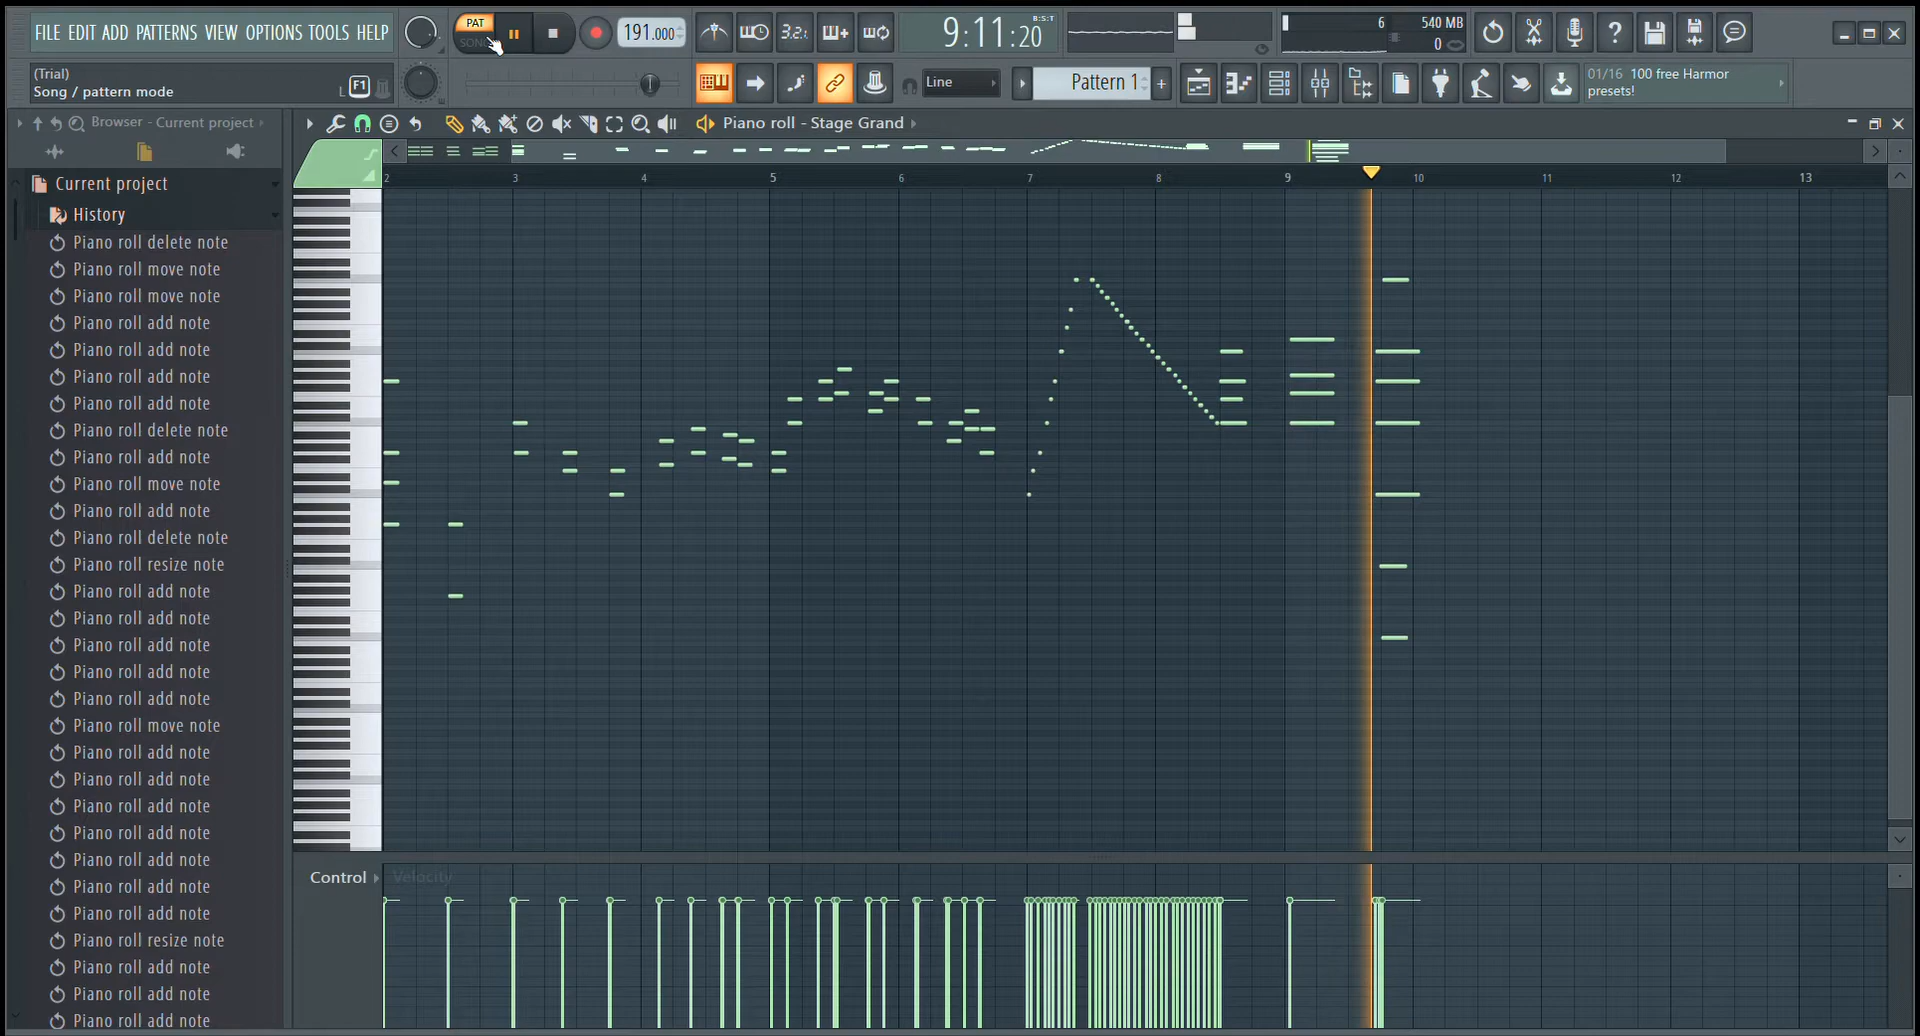 FILE EDIT ADD PATTERNS VIEW OPTIONS TOOLS HELP
PAT
SONG
191.000
3.2.
9:11:20
B:S:T
6
540 MB
0
(Trial)
Song / pattern mode
F1
Line
Pattern 1
+
01/16 100 free Harmor
presets!
Browser - Current project
Piano roll - Stage Grand
Current project
History
Piano roll delete note
Piano roll move note
Piano roll move note
Piano roll add note
Piano roll add note
Piano roll add note
Piano roll add note
Piano roll delete note
Piano roll add note
Piano roll move note
Piano roll add note
Piano roll delete note
Piano roll resize note
Piano roll add note
Piano roll add note
Piano roll add note
Piano roll add note
Piano roll add note
Piano roll move note
Piano roll add note
Piano roll add note
Piano roll add note
Piano roll add note
Piano roll add note
Piano roll add note
Piano roll add note
Piano roll resize note
Piano roll add note
Piano roll add note
Piano roll add note
2 3 4 5 6 7 8 9 10 11 12 13
Control
Velocity